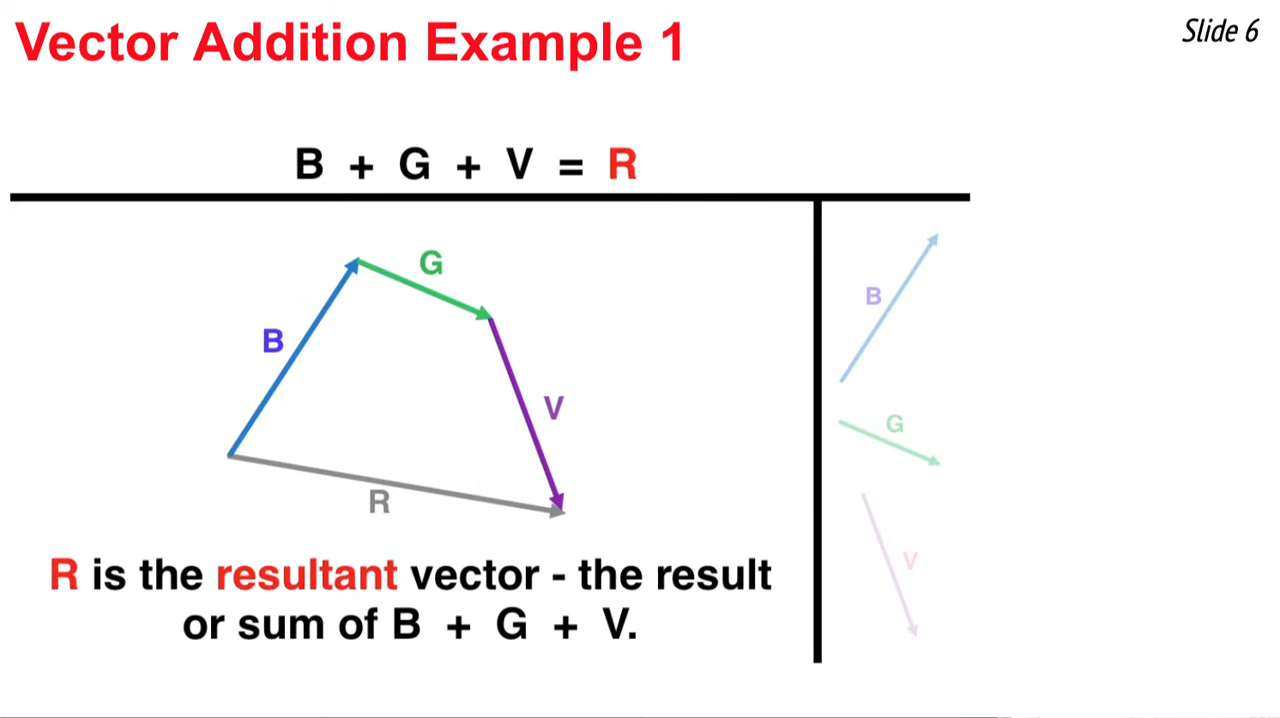 Vector Addition Example 1
Slide 6
B + G + V = R
G
B
V
R
B
G
V
R is the resultant vector - the result
or sum of B + G + V.